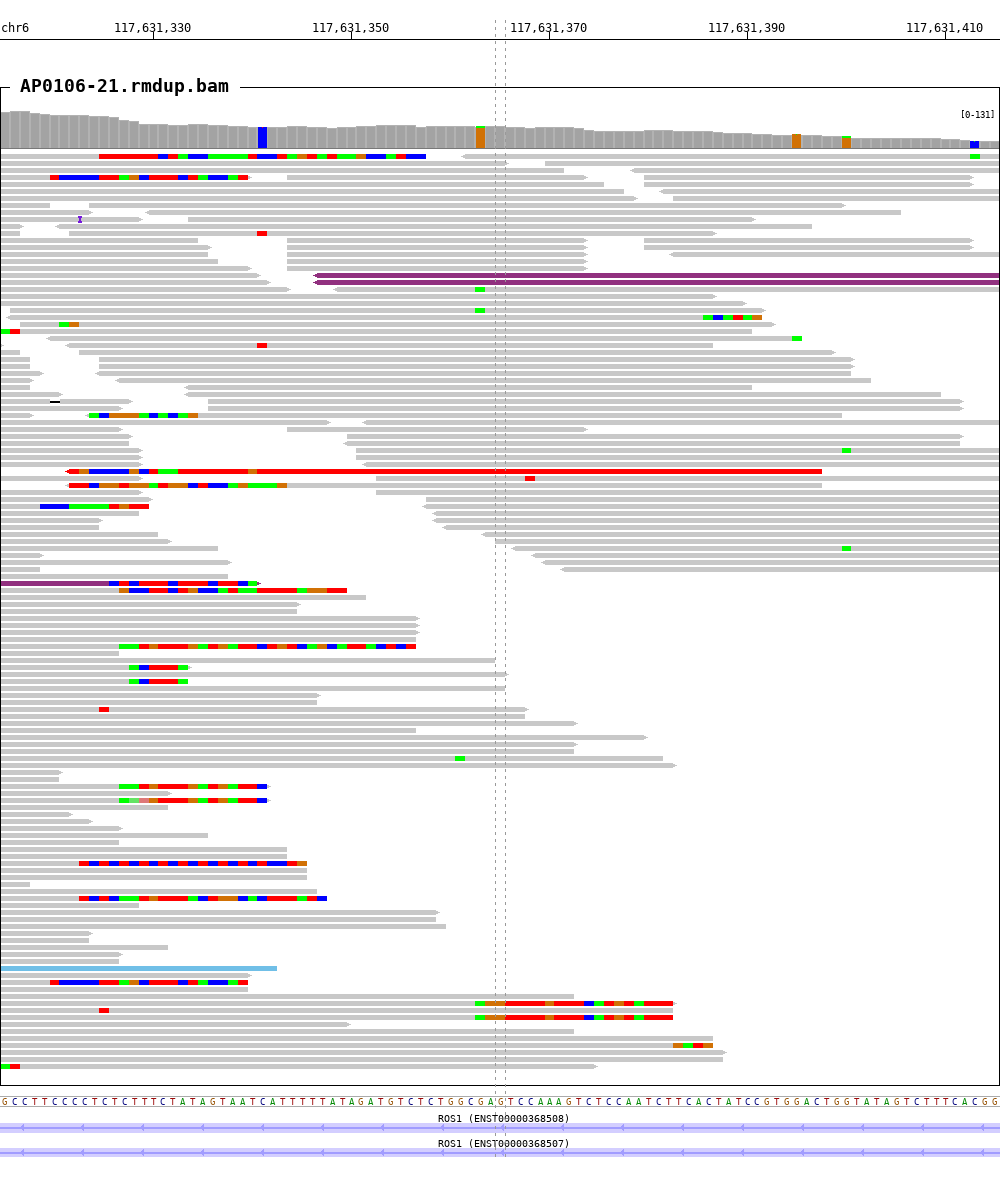 chr6 117,631,330 117,631,350 117,631,370 117,631,390 117,631,410
AP0106-21.rmdup.bam
[0-131]
G C C T T C C C C T C T C T T T C T A T A G T A A T C A T T T T T A T A G A T G T C T C T G G C G A G T C C A A A G T C T C C A A T C T T C A C T A T C C G T G G A C T G G T A T A G T C T T T C A C G G
ROS1 (ENST00000368508)
ROS1 (ENST00000368507)